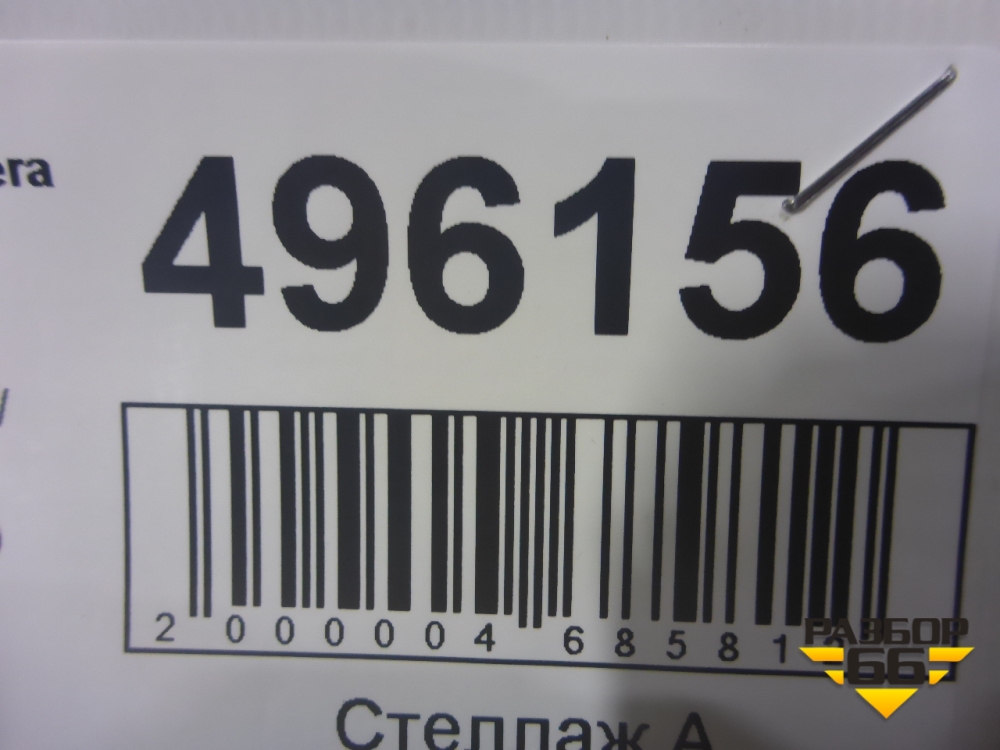 era
496156
2 000004 68581
Стеллаж А
РАЗБОР
66